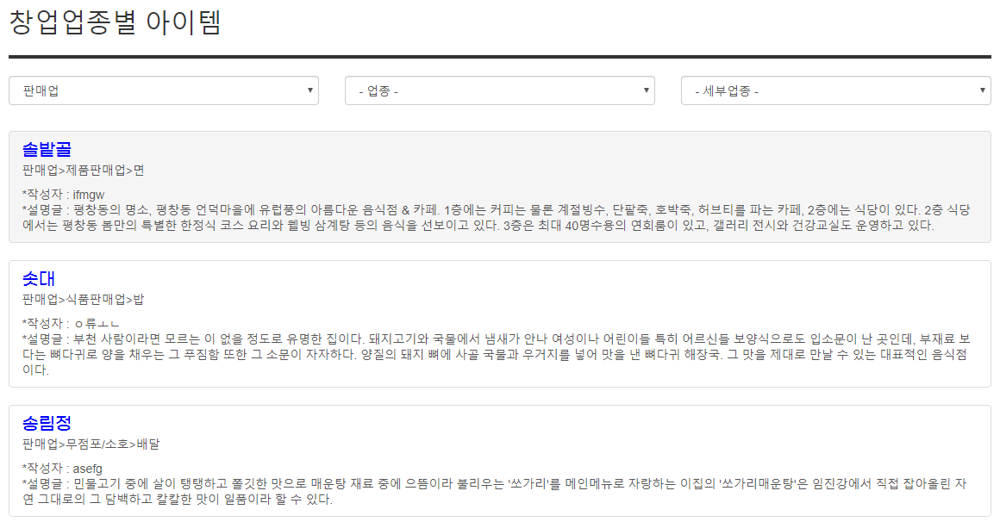 창업업종별 아이템
판매업
- 업종 -
- 세부업종 -
솔밭골
판매업>제품판매업>면
*작성자 : ifmgw
*설명글 : 평창동의 명소, 평창동 언덕마을에 유럽풍의 아름다운 음식점 & 카페. 1층에는 커피는 물론 계절빙수, 단팥죽, 호박죽, 허브티를 파는 카페, 2층에는 식당이 있다. 2층 식당
에서는 평창동 봄만의 특별한 한정식 코스 요리와 웰빙 삼계탕 등의 음식을 선보이고 있다. 3층은 최대 40명수용의 연회룸이 있고, 갤러리 전시와 건강교실도 운영하고 있다.
솟대
판매업>식품판매업>밥
*작성자 : ㅇ류ㅗㄴ
*설명글 : 부천 사람이라면 모르는 이 없을 정도로 유명한 집이다. 돼지고기와 국물에서 냄새가 안나 여성이나 어린이들 특히 어르신들 보양식으로도 입소문이 난 곳인데, 부재료 보
다는 뼈다귀로 양을 채우는 그 푸짐함 또한 그 소문이 자자하다. 양질의 돼지 뼈에 사골 국물과 우거지를 넣어 맛을 낸 뼈다귀 해장국. 그 맛을 제대로 만날 수 있는 대표적인 음식점
이다.
송림정
판매업>무점포/소호>배달
*작성자 : asefg
*설명글 : 민물고기 중에 살이 탱탱하고 쫄깃한 맛으로 매운탕 재료 중에 으뜸이라 불리우는 '쏘가리'를 메인메뉴로 자랑하는 이집의 '쏘가리매운탕'은 임진강에서 직접 잡아올린 자
연 그대로의 그 담백하고 칼칼한 맛이 일품이라 할 수 있다.